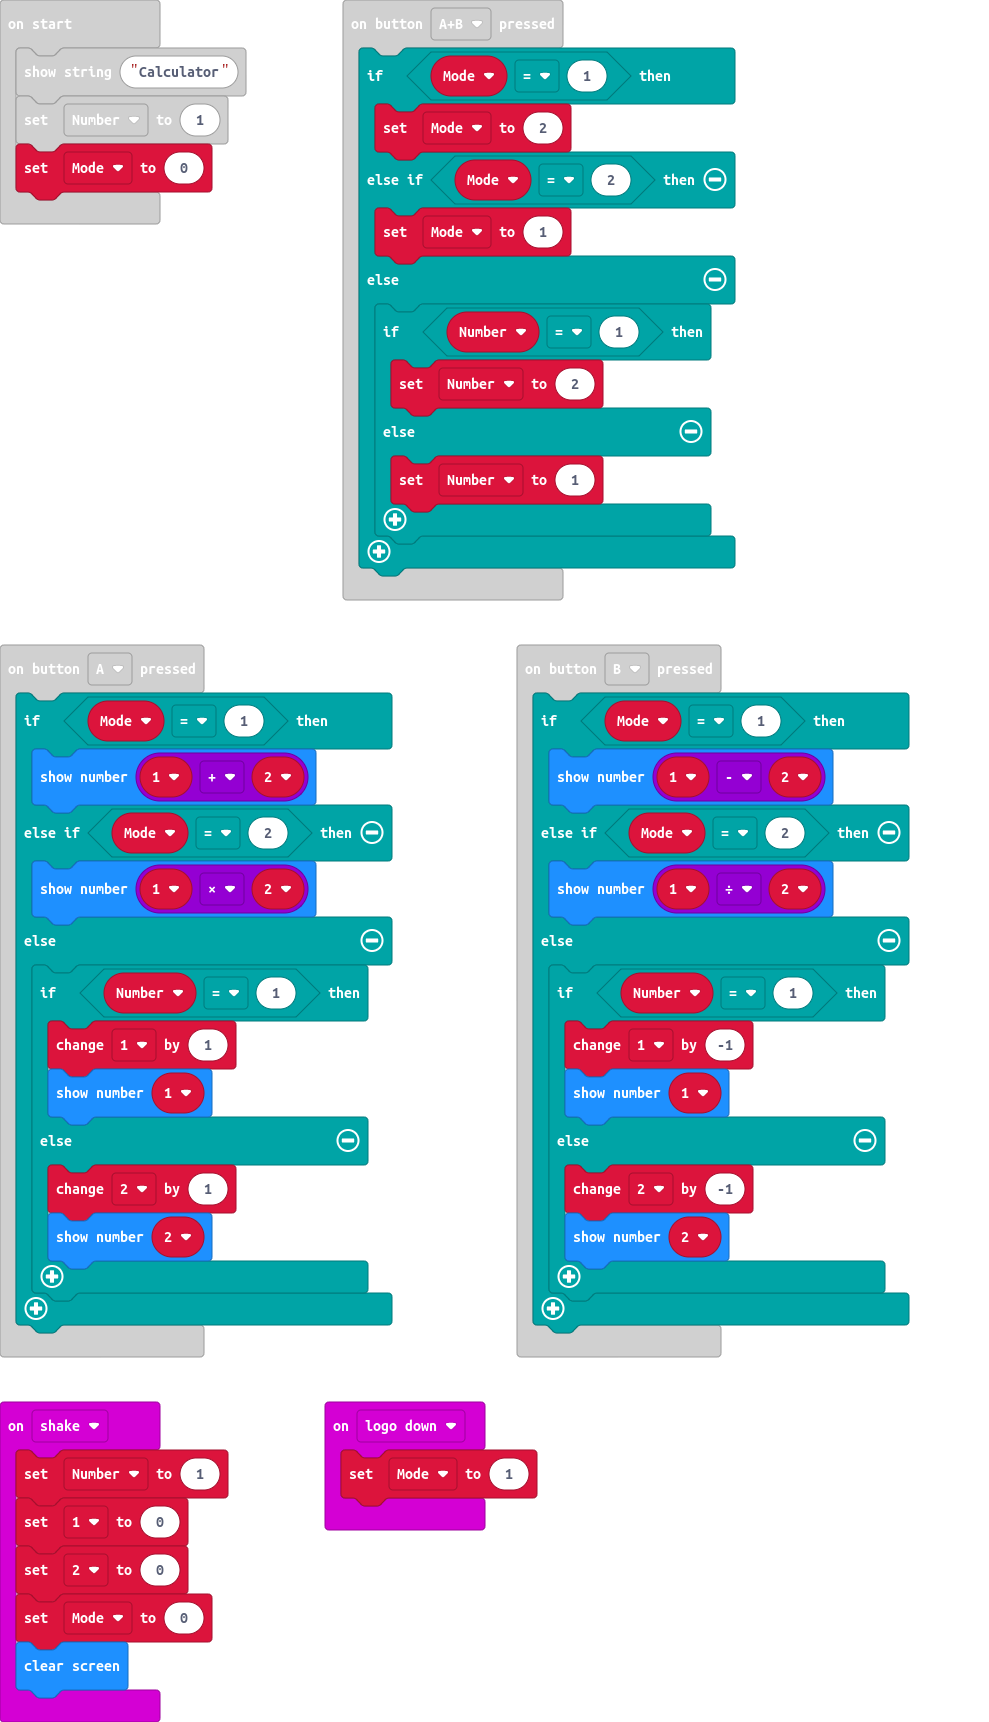 on start
show string "Calculator"
set Number to 1
set Mode to 0
on button A+B pressed
if Mode = 1 then
set Mode to 2
else if Mode = 2 then
set Mode to 1
else
if Number = 1 then
set Number to 2
else
set Number to 1
on button A pressed
if Mode = 1 then
show number 1 + 2
else if Mode = 2 then
show number 1 × 2
else
if Number = 1 then
change 1 by 1
show number 1
else
change 2 by 1
show number 2
on button B pressed
if Mode = 1 then
show number 1 - 2
else if Mode = 2 then
show number 1 ÷ 2
else
if Number = 1 then
change 1 by -1
show number 1
else
change 2 by -1
show number 2
on shake
set Number to 1
set 1 to 0
set 2 to 0
set Mode to 0
clear screen
on logo down
set Mode to 1